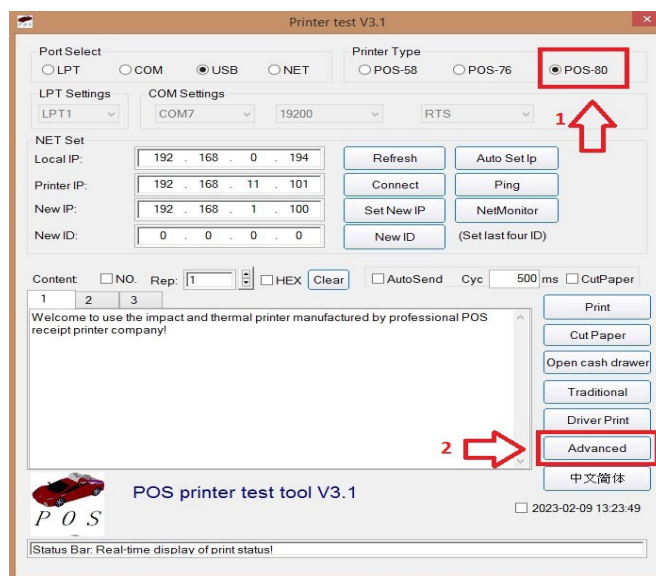 Printer test V3.1
Port Select
LPT COM USB NET
Printer Type
POS-58 POS-76 POS-80
LPT Settings
LPT1
COM Settings
COM7 19200 RTS
1
NET Set
Local IP: 192 . 168 . 0 . 194 Refresh Auto Set Ip
Printer IP: 192 . 168 . 11 . 101 Connect Ping
New IP: 192 . 168 . 1 . 100 Set New IP NetMonitor
New ID: 0 . 0 . 0 . 0 New ID (Set last four ID)
Content: NO. Rep: 1 HEX Clear AutoSend Cyc 500 ms CutPaper
1 2 3
Welcome to use the impact and thermal printer manufactured by professional POS
receipt printer company!
Print
Cut Paper
Open cash drawer
Traditional
Driver Print
2
Advanced
中文简体
POS
POS printer test tool V3.1
2023-02-09 13:23:49
Status Bar: Real-time display of print status!